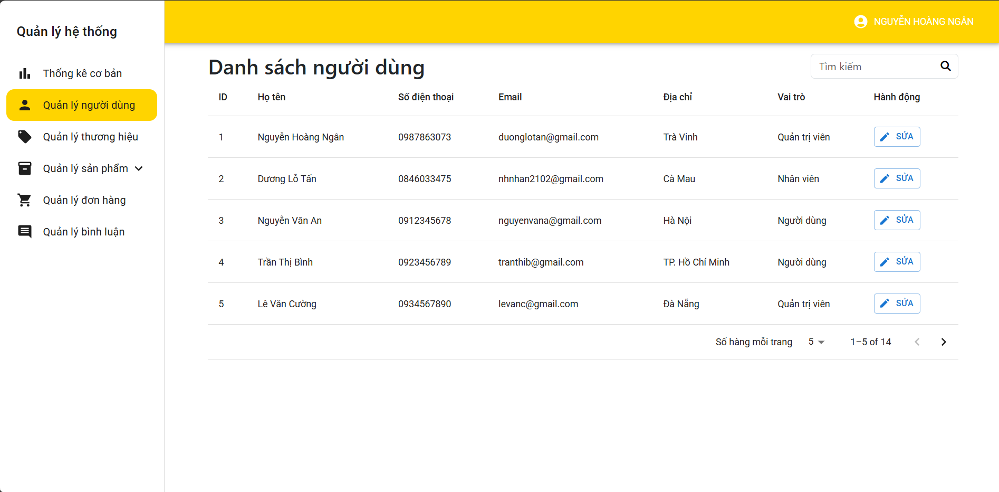 Quản lý hệ thống
Thống kê cơ bản
Quản lý người dùng
Quản lý thương hiệu
Quản lý sản phẩm
Quản lý đơn hàng
Quản lý bình luận
NGUYỄN HOÀNG NGÂN
Danh sách người dùng
Tìm kiếm
ID Họ tên Số điện thoại Email Địa chỉ Vai trò Hành động
1 Nguyễn Hoàng Ngân 0987863073 duonglotan@gmail.com Trà Vinh Quản trị viên SỬA
2 Dương Lỗ Tấn 0846033475 nhnhan2102@gmail.com Cà Mau Nhân viên SỬA
3 Nguyễn Văn An 0912345678 nguyenvana@gmail.com Hà Nội Người dùng SỬA
4 Trần Thị Bình 0923456789 tranthib@gmail.com TP. Hồ Chí Minh Người dùng SỬA
5 Lê Văn Cường 0934567890 levanc@gmail.com Đà Nẵng Quản trị viên SỬA
Số hàng mỗi trang 5 1–5 of 14